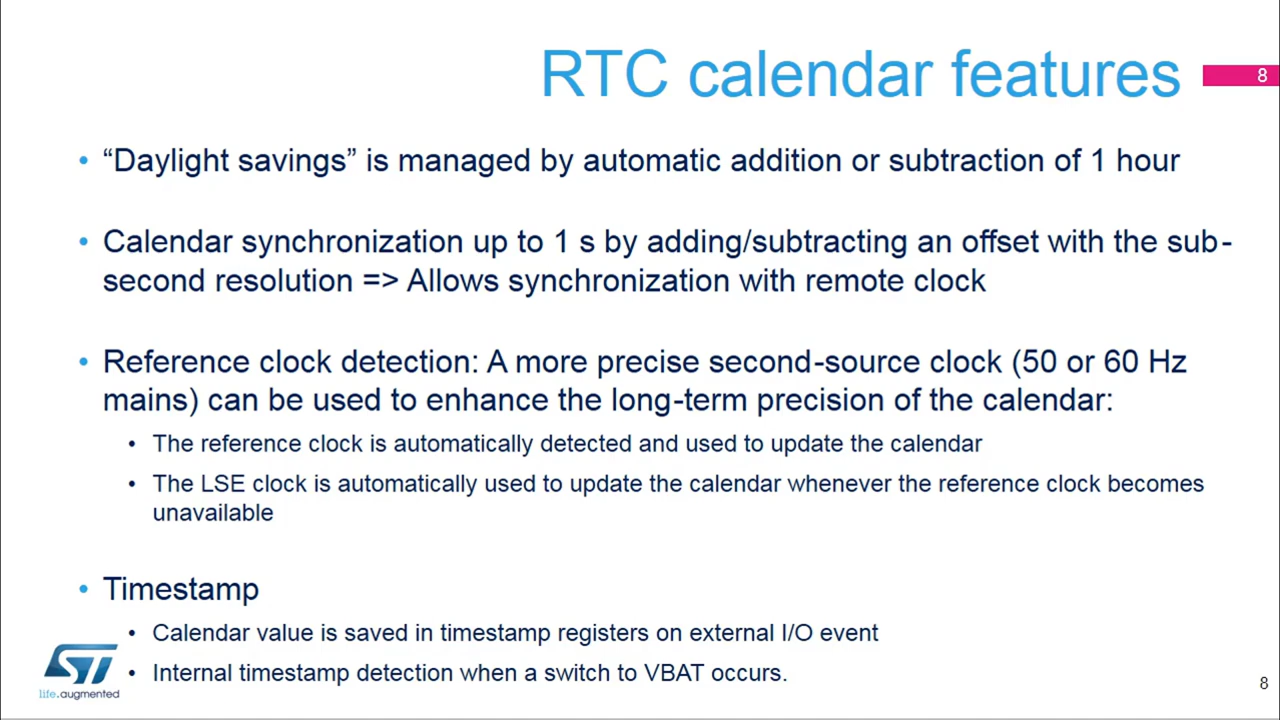 RTC calendar features
8
• “Daylight savings” is managed by automatic addition or subtraction of 1 hour
• Calendar synchronization up to 1 s by adding/subtracting an offset with the sub-
second resolution => Allows synchronization with remote clock
• Reference clock detection: A more precise second-source clock (50 or 60 Hz
mains) can be used to enhance the long-term precision of the calendar:
• The reference clock is automatically detected and used to update the calendar
• The LSE clock is automatically used to update the calendar whenever the reference clock becomes
unavailable
• Timestamp
• Calendar value is saved in timestamp registers on external I/O event
• Internal timestamp detection when a switch to VBAT occurs.
ST
life.augmented
8